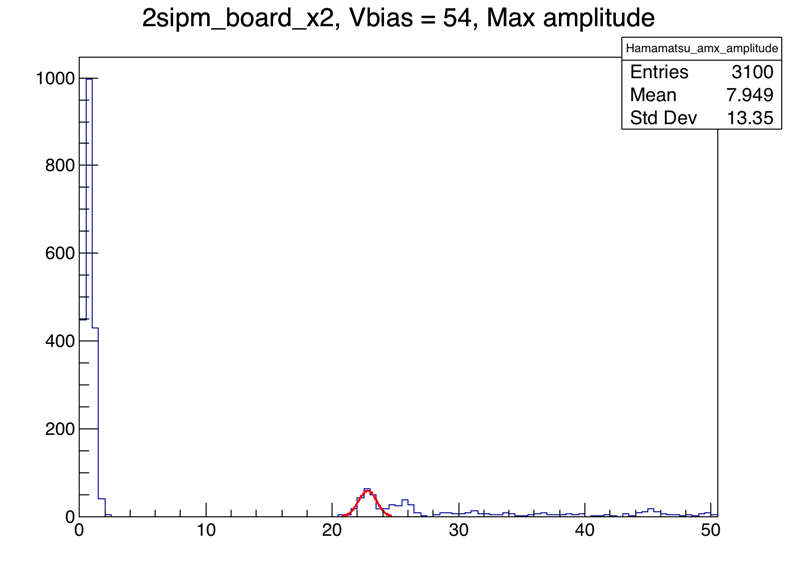 2sipm_board_x2, Vbias = 54, Max amplitude
Hamamatsu_amx_amplitude
Entries 3100
Mean 7.949
Std Dev 13.35
1000
800
600
400
200
0
0 10 20 30 40 50